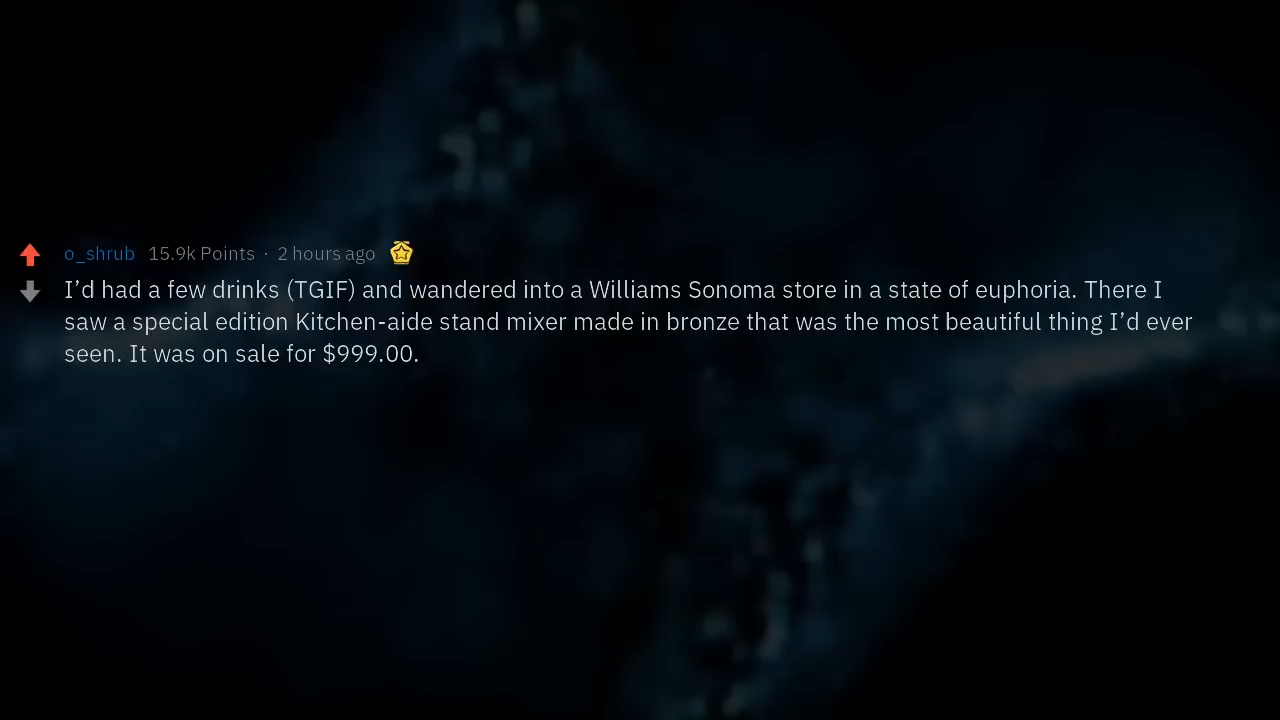 o_shrub 15.9k Points · 2 hours ago
I’d had a few drinks (TGIF) and wandered into a Williams Sonoma store in a state of euphoria. There I
saw a special edition Kitchen-aide stand mixer made in bronze that was the most beautiful thing I’d ever
seen. It was on sale for $999.00.